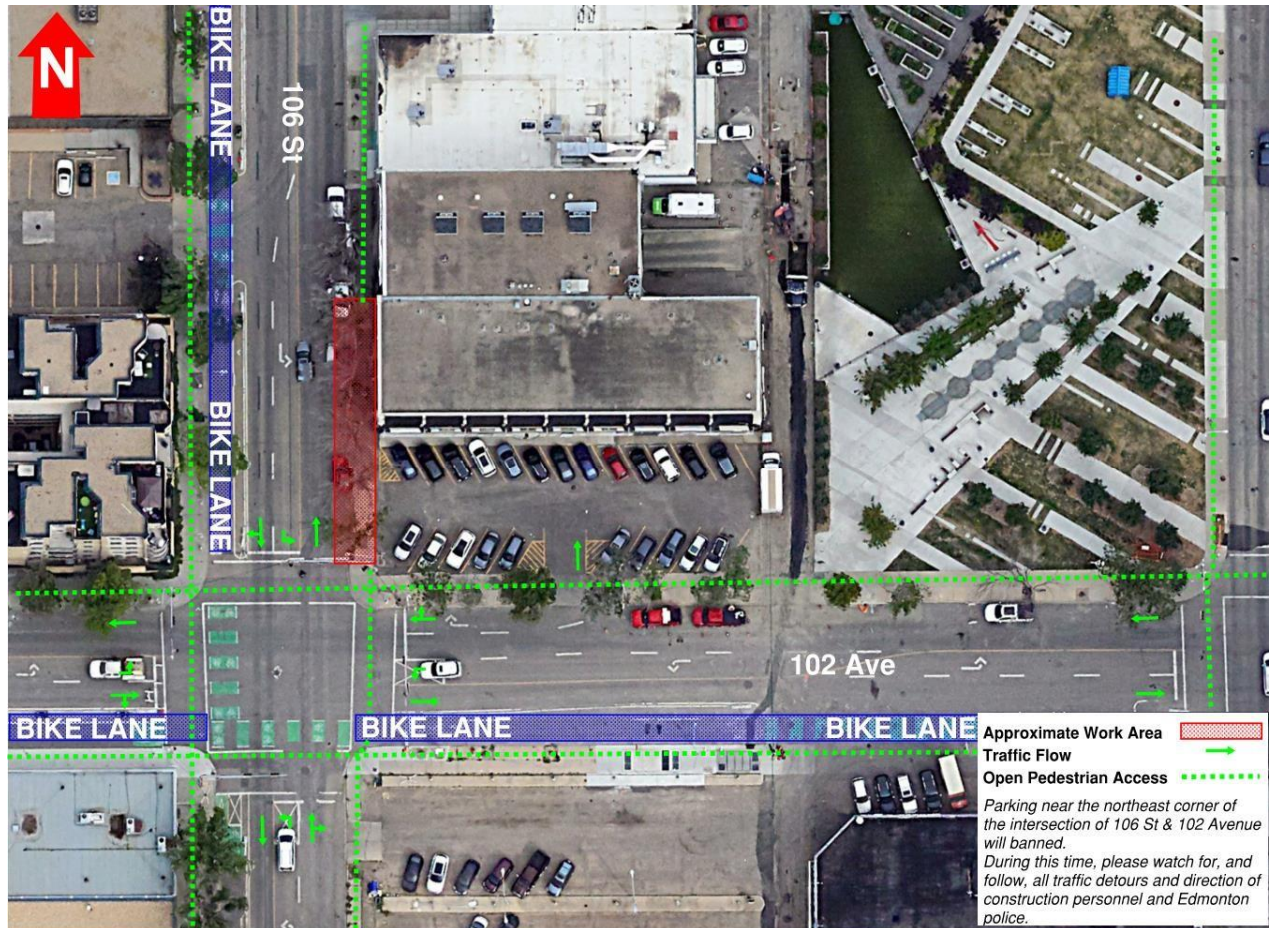 N
BIKE LANE
106 St
BIKE LANE
102 Ave
BIKE LANE
BIKE LANE
BIKE LANE
Approximate Work Area
Traffic Flow
Open Pedestrian Access
Parking near the northeast corner of
the intersection of 106 St & 102 Avenue
will banned.
During this time, please watch for, and
follow, all traffic detours and direction of
construction personnel and Edmonton
police.